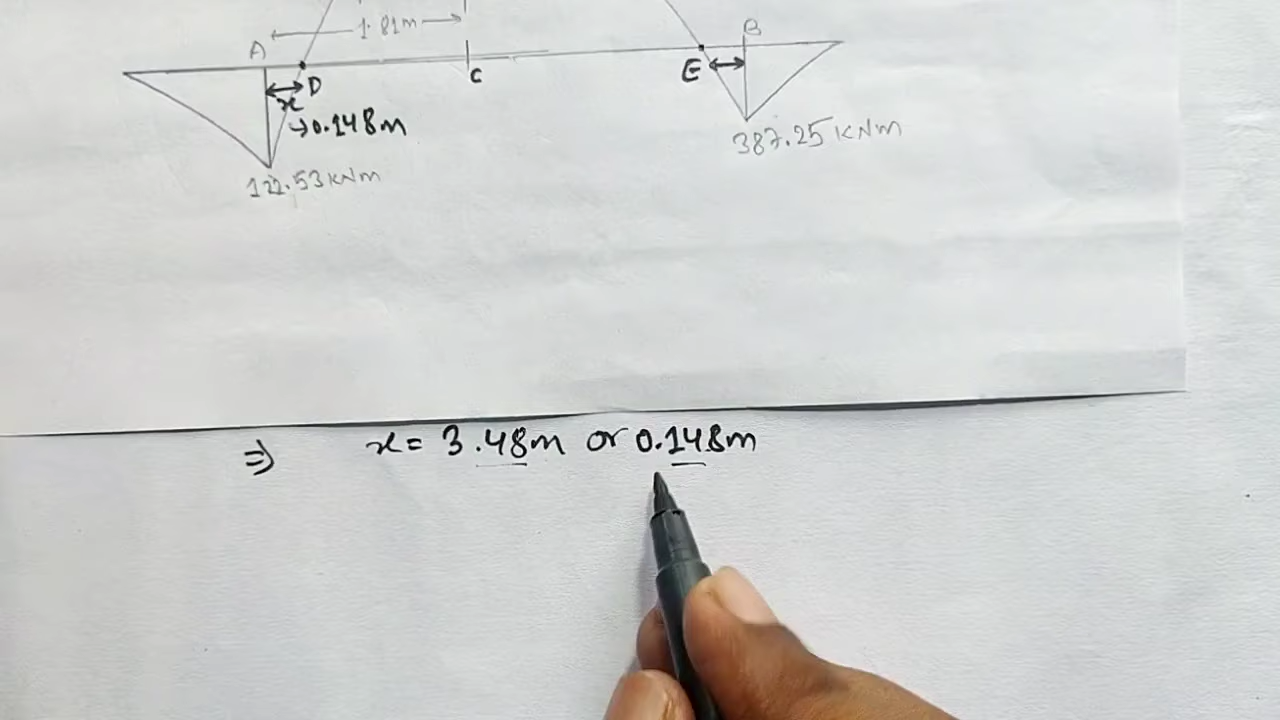 1.81m
A
B
D
C
E
x
→0.148m
387.25 KNm
122.53 KNm
⇒ x = 3.48m or 0.148m